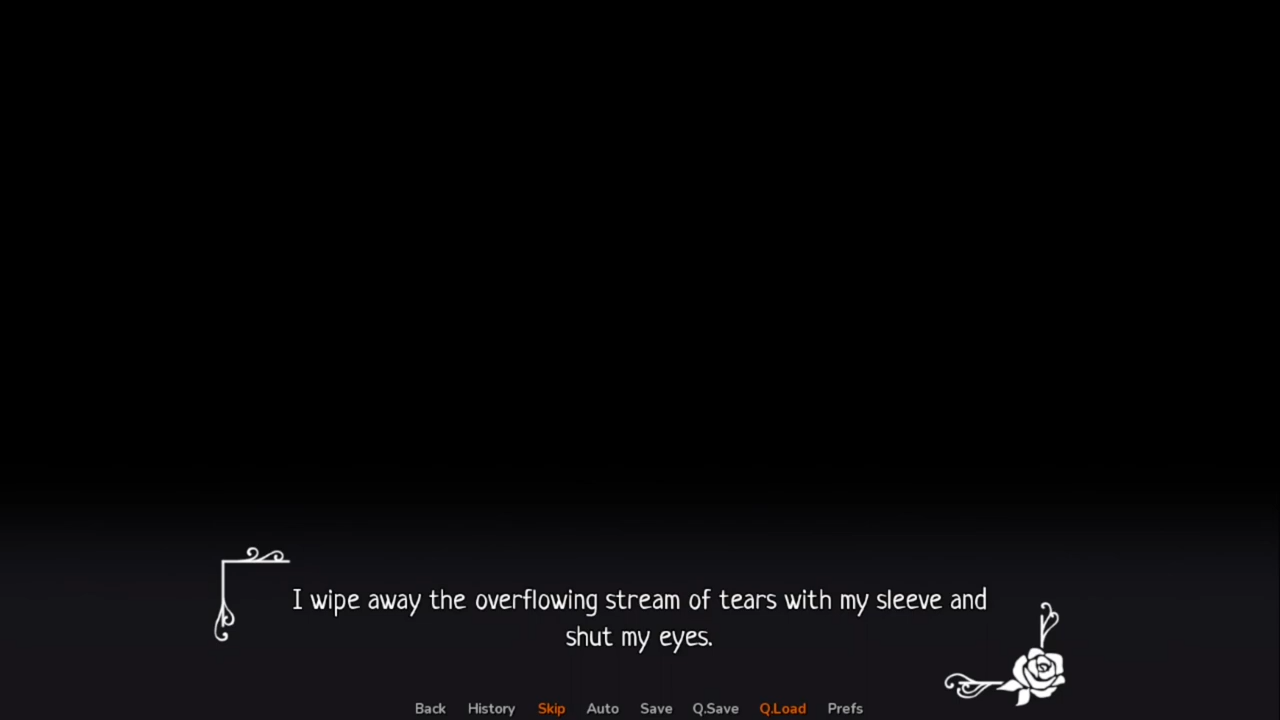 I wipe away the overflowing stream of tears with my sleeve and
shut my eyes.
Back History Skip Auto Save Q.Save Q.Load Prefs